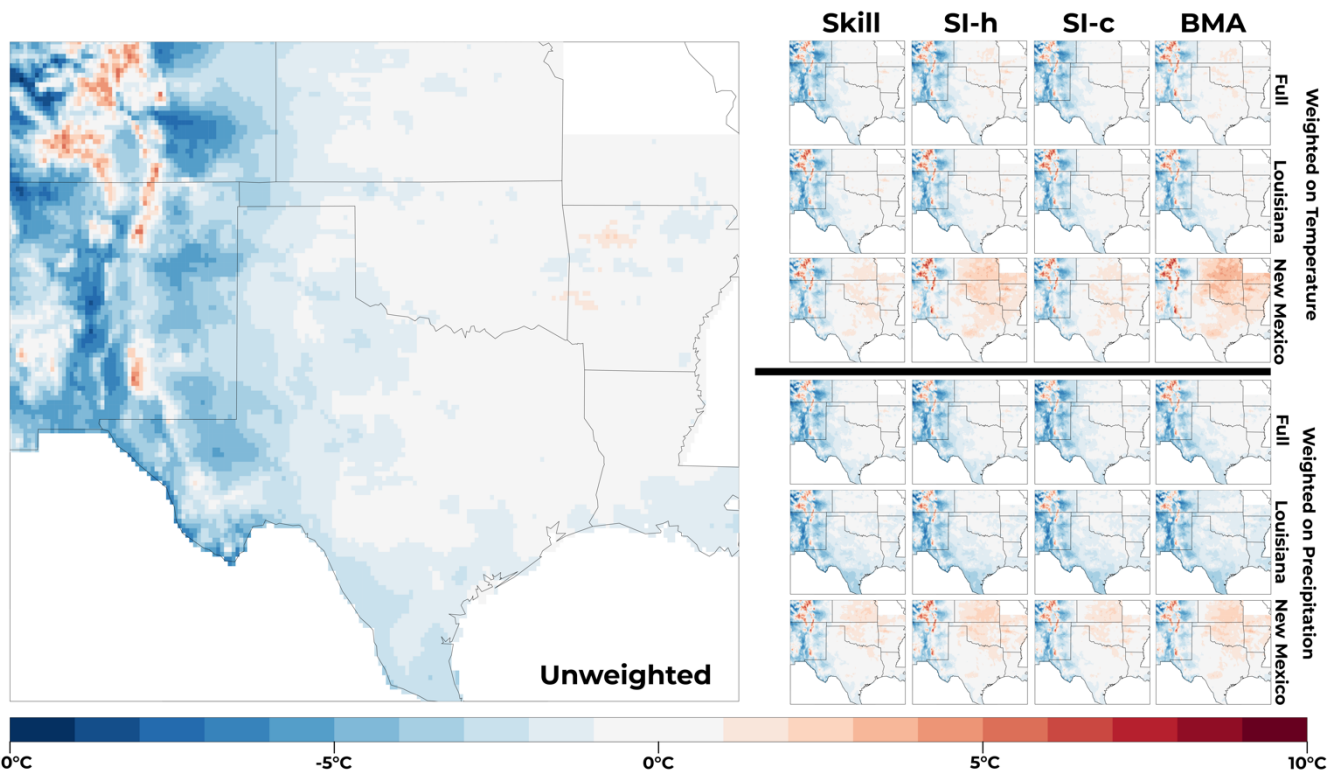 Skill SI-h SI-c BMA
Full
Louisiana
New Mexico
Weighted on Temperature
Full
Louisiana
New Mexico
Weighted on Precipitation
Unweighted
0°C -5°C 0°C 5°C 10°C